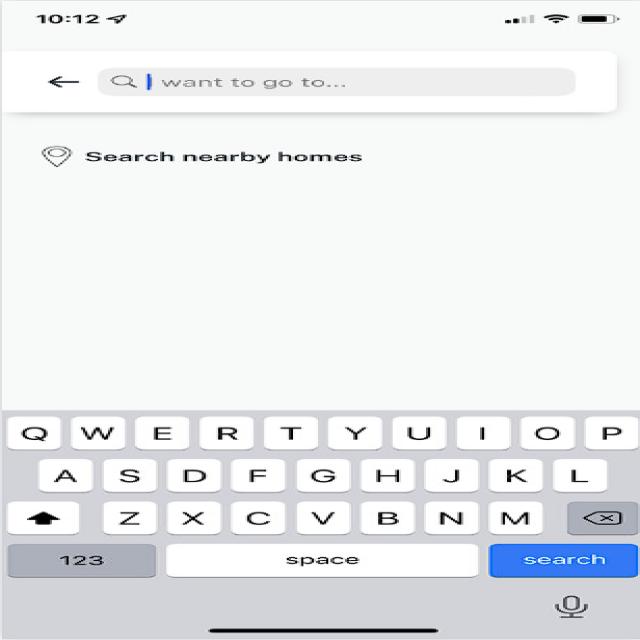 10:12
want to go to...
Search nearby homes
Q W E R T Y U I O P
A S D F G H J K L
Z X C V B N M
123 space search